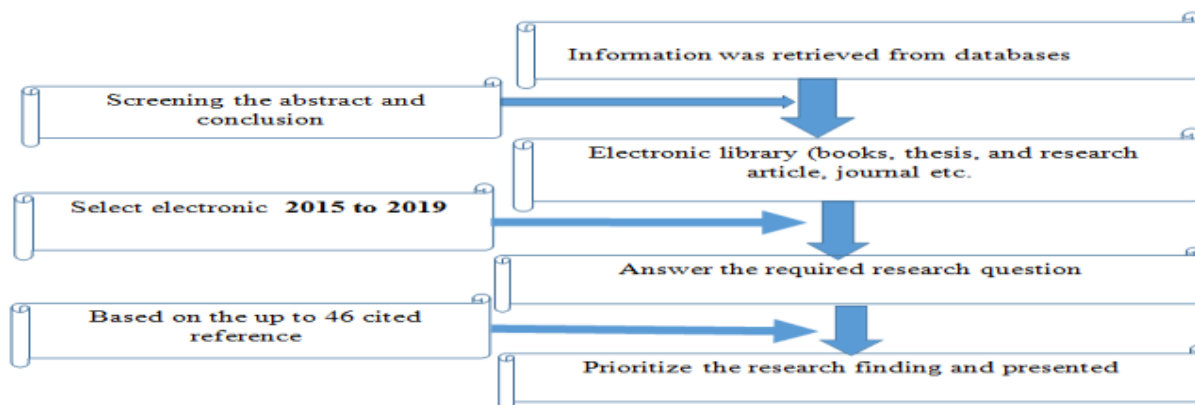 Information was retrieved from databases
Screening the abstract and
conclusion
Electronic library (books, thesis, and research
article, journal etc.
Select electronic 2015 to 2019
Answer the required research question
Based on the up to 46 cited
reference
Prioritize the research finding and presented